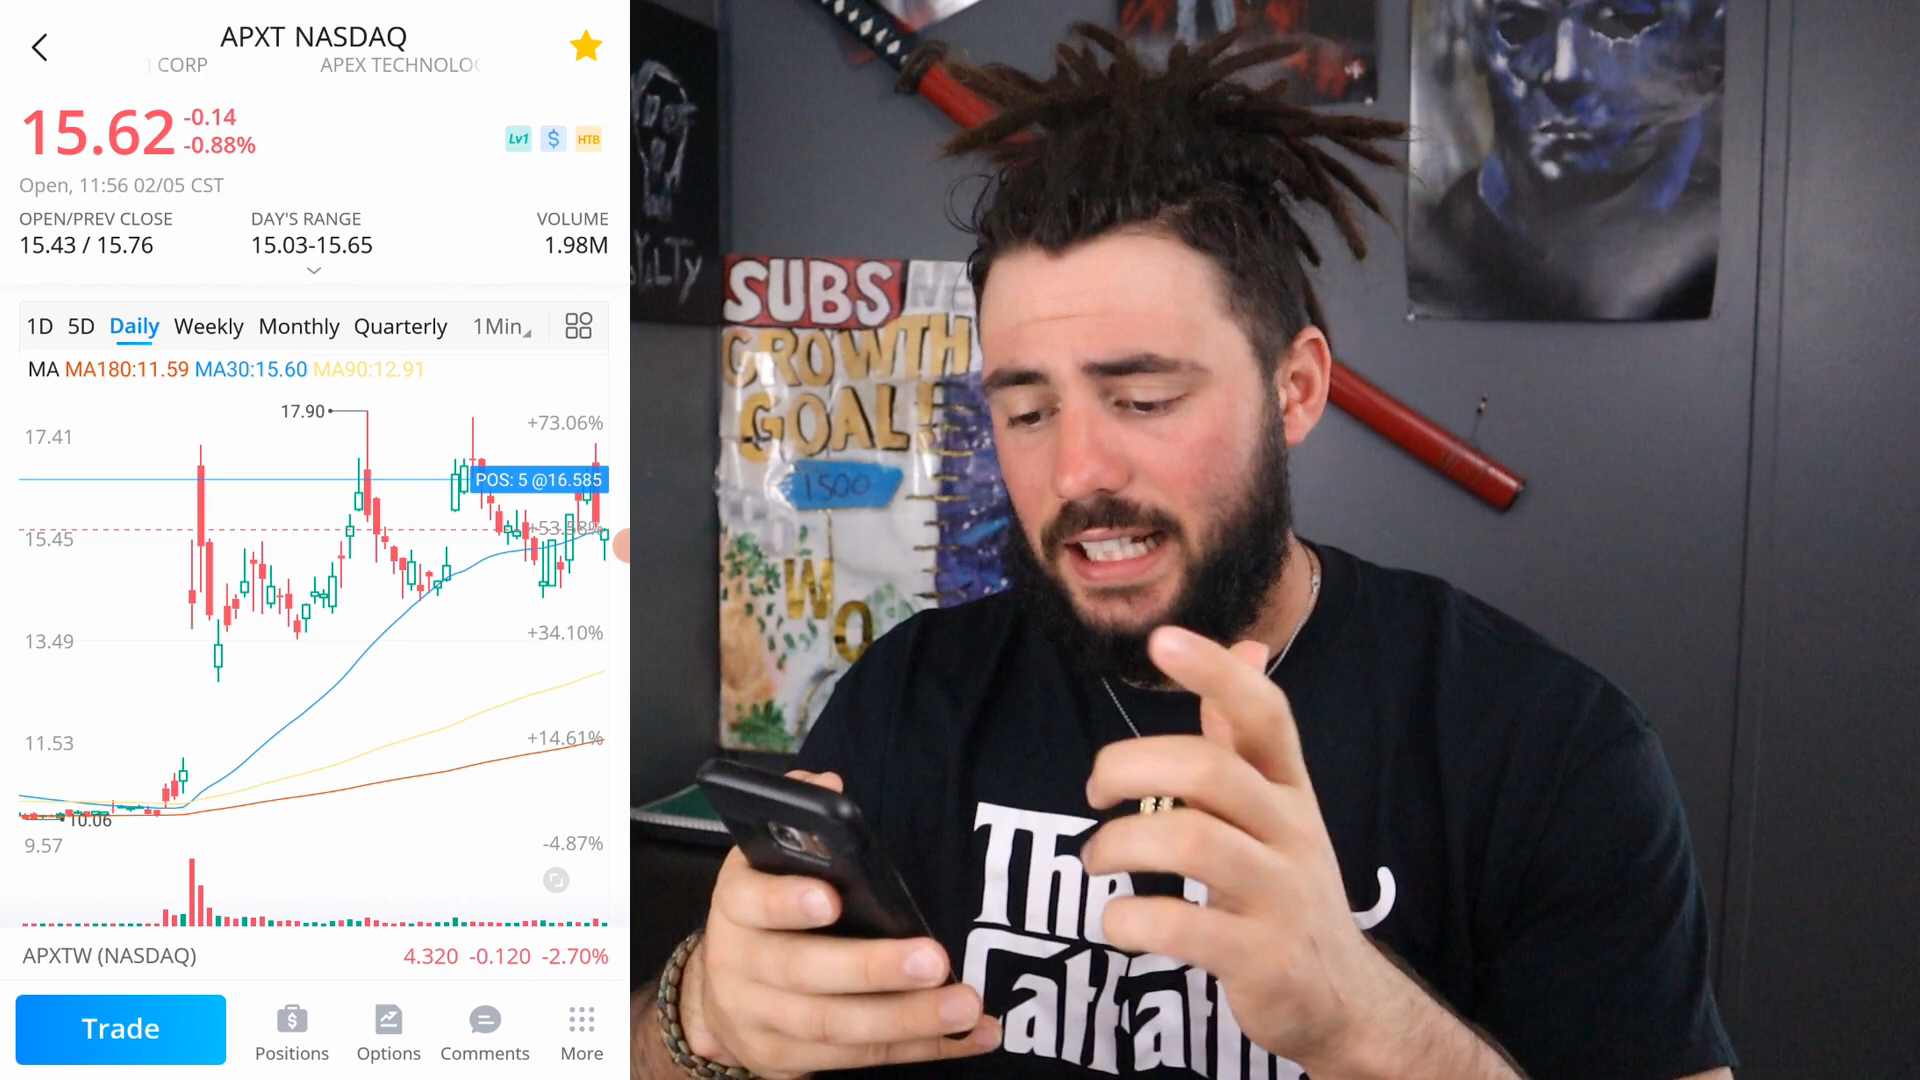 APXT NASDAQ
CORP APEX TECHNOLO
15.62 -0.14
-0.88%
Lv1 $ HTB
Open, 11:56 02/05 CST
OPEN/PREV CLOSE DAY'S RANGE VOLUME
15.43 / 15.76 15.03-15.65 1.98M
1D 5D Daily Weekly Monthly Quarterly 1Min
MA MA180:11.59 MA30:15.60 MA90:12.91
17.90
17.41 +73.06%
POS: 5 @16.585
15.45 +53.58%
13.49 +34.10%
11.53 +14.61%
10.06
9.57 -4.87%
APXTW (NASDAQ) 4.320 -0.120 -2.70%
Trade
Positions Options Comments More
SUBS
GROWTH
GOAL
1500
W
O
The